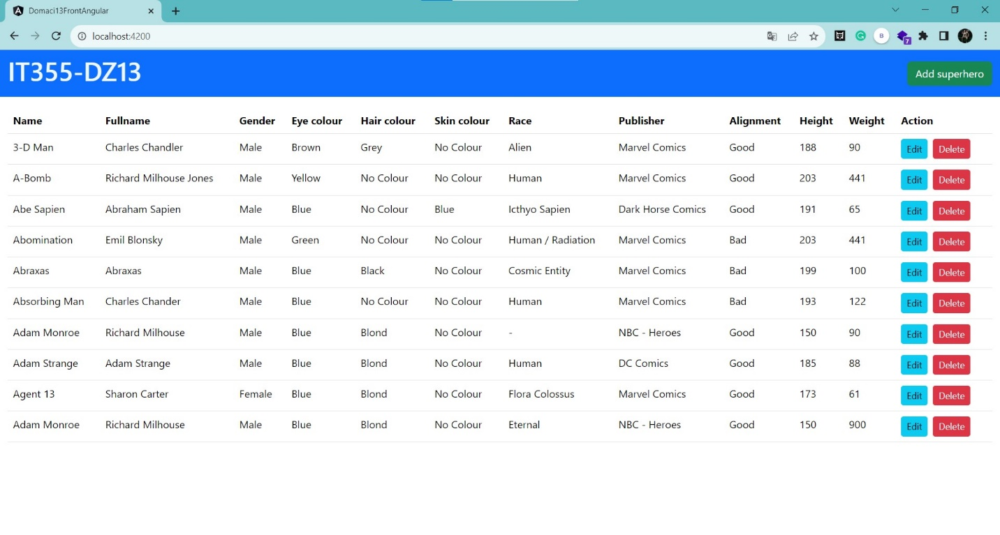 Domaci13FrontAngular
localhost:4200
B
7
IT355-DZ13
Add superhero
Name Fullname Gender Eye colour Hair colour Skin colour Race Publisher Alignment Height Weight Action
3-D Man Charles Chandler Male Brown Grey No Colour Alien Marvel Comics Good 188 90 Edit Delete
A-Bomb Richard Milhouse Jones Male Yellow No Colour No Colour Human Marvel Comics Good 203 441 Edit Delete
Abe Sapien Abraham Sapien Male Blue No Colour Blue Icthyo Sapien Dark Horse Comics Good 191 65 Edit Delete
Abomination Emil Blonsky Male Green No Colour No Colour Human / Radiation Marvel Comics Bad 203 441 Edit Delete
Abraxas Abraxas Male Blue Black No Colour Cosmic Entity Marvel Comics Bad 199 100 Edit Delete
Absorbing Man Charles Chander Male Blue No Colour No Colour Human Marvel Comics Bad 193 122 Edit Delete
Adam Monroe Richard Milhouse Male Blue Blond No Colour - NBC - Heroes Good 150 90 Edit Delete
Adam Strange Adam Strange Male Blue Blond No Colour Human DC Comics Good 185 88 Edit Delete
Agent 13 Sharon Carter Female Blue Blond No Colour Flora Colossus Marvel Comics Good 173 61 Edit Delete
Adam Monroe Richard Milhouse Male Blue Blond No Colour Eternal NBC - Heroes Good 150 900 Edit Delete